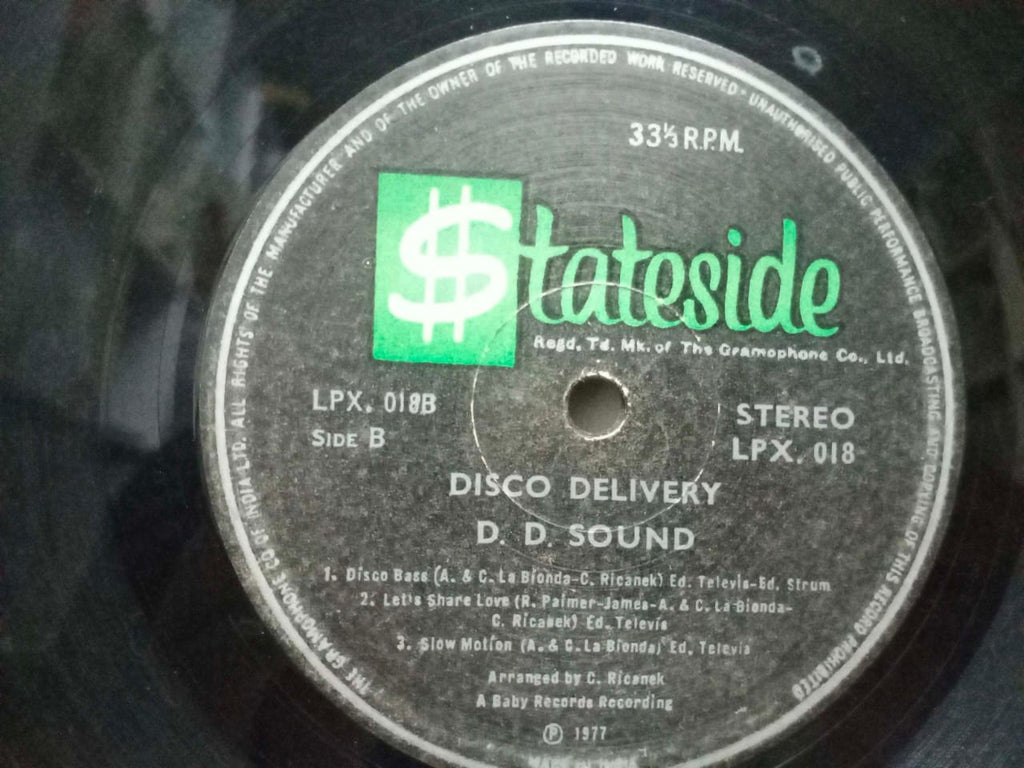 THE GRAMOPHONE CO OF INDIA LTD. ALL RIGHTS OF THE MANUFACTURER AND OF THE OWNER OF THE RECORDED WORK RESERVED - UNAUTHORISED PUBLIC PERFORMANCE BROADCASTING AND COPYING OF THIS RECORD PROHIBITED
33⅓ R.P.M.
$tateside
Regd. Td. Mk. of The Gramophone Co., Ltd.
LPX. 018B
SIDE B
STEREO
LPX. 018
DISCO DELIVERY
D. D. SOUND
1. Disco Bass (A. & C. La Bionda-C. Ricanek) Ed. Televis-Ed. Strum
2. Let's Share Love (R. Palmer-James-A. & C. La Bionda-
C. Ricanek) Ed. Televis
3. Slow Motion (A. & C. La Bionda) Ed. Televis
Arranged by C. Ricanek
A Baby Records Recording
Ⓟ 1977
MADE IN INDIA